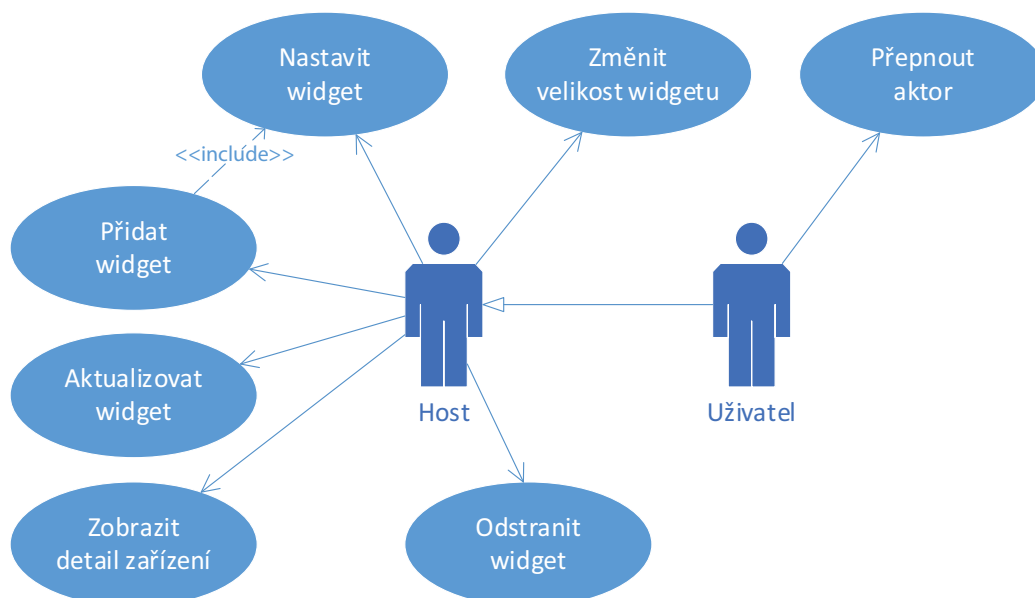 Nastavit
widget
Změnit
velikost widgetu
Přepnout
aktor
<<include>>
Přidat
widget
Aktualizovat
widget
Host
Uživatel
Zobrazit
detail zařízení
Odstranit
widget